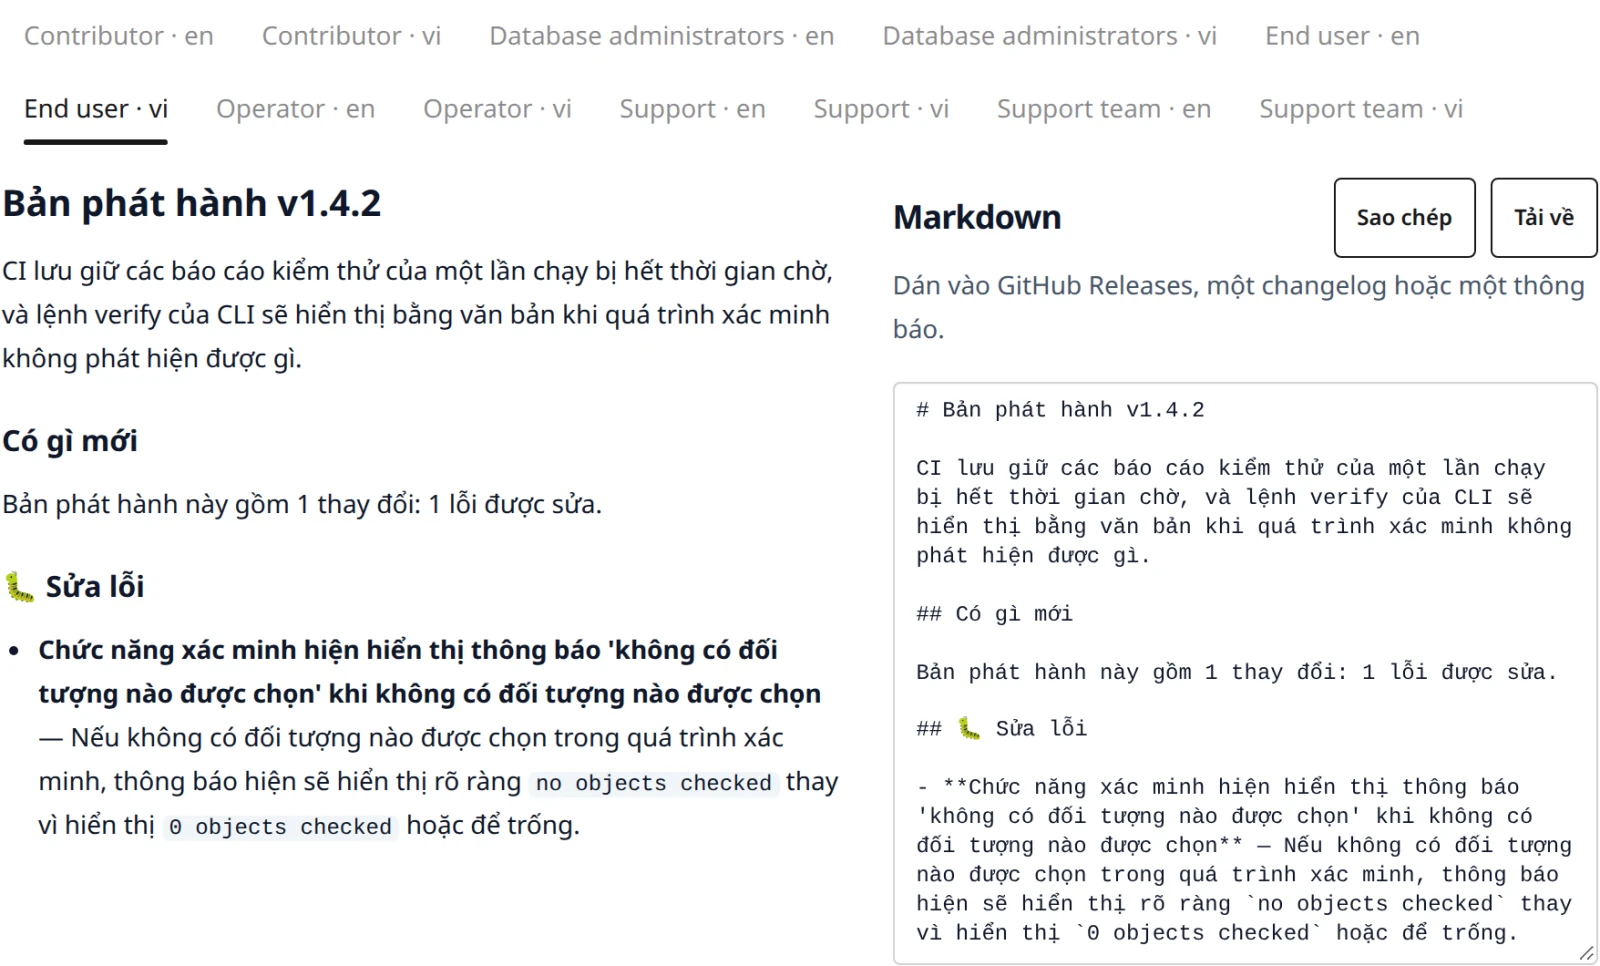 Contributor · en
Contributor · vi
Database administrators · en
Database administrators · vi
End user · en
End user · vi
Operator · en
Operator · vi
Support · en
Support · vi
Support team · en
Support team · vi
Bản phát hành v1.4.2
CI lưu giữ các báo cáo kiểm thử của một lần chạy bị hết thời gian chờ,
và lệnh verify của CLI sẽ hiển thị bằng văn bản khi quá trình xác minh
không phát hiện được gì.
Có gì mới
Bản phát hành này gồm 1 thay đổi: 1 lỗi được sửa.
🐛 Sửa lỗi
• Chức năng xác minh hiện hiển thị thông báo 'không có đối
tượng nào được chọn' khi không có đối tượng nào được chọn
— Nếu không có đối tượng nào được chọn trong quá trình xác
minh, thông báo hiện sẽ hiển thị rõ ràng no objects checked thay
vì hiển thị 0 objects checked hoặc để trống.
Markdown
Sao chép
Tải về
Dán vào GitHub Releases, một changelog hoặc một thông
báo.
# Bản phát hành v1.4.2
CI lưu giữ các báo cáo kiểm thử của một lần chạy
bị hết thời gian chờ, và lệnh verify của CLI sẽ
hiển thị bằng văn bản khi quá trình xác minh không
phát hiện được gì.
## Có gì mới
Bản phát hành này gồm 1 thay đổi: 1 lỗi được sửa.
## 🐛 Sửa lỗi
- **Chức năng xác minh hiện hiển thị thông báo
'không có đối tượng nào được chọn' khi không có
đối tượng nào được chọn** — Nếu không có đối tượng
nào được chọn trong quá trình xác minh, thông báo
hiện sẽ hiển thị rõ ràng `no objects checked` thay
vì hiển thị `0 objects checked` hoặc để trống.